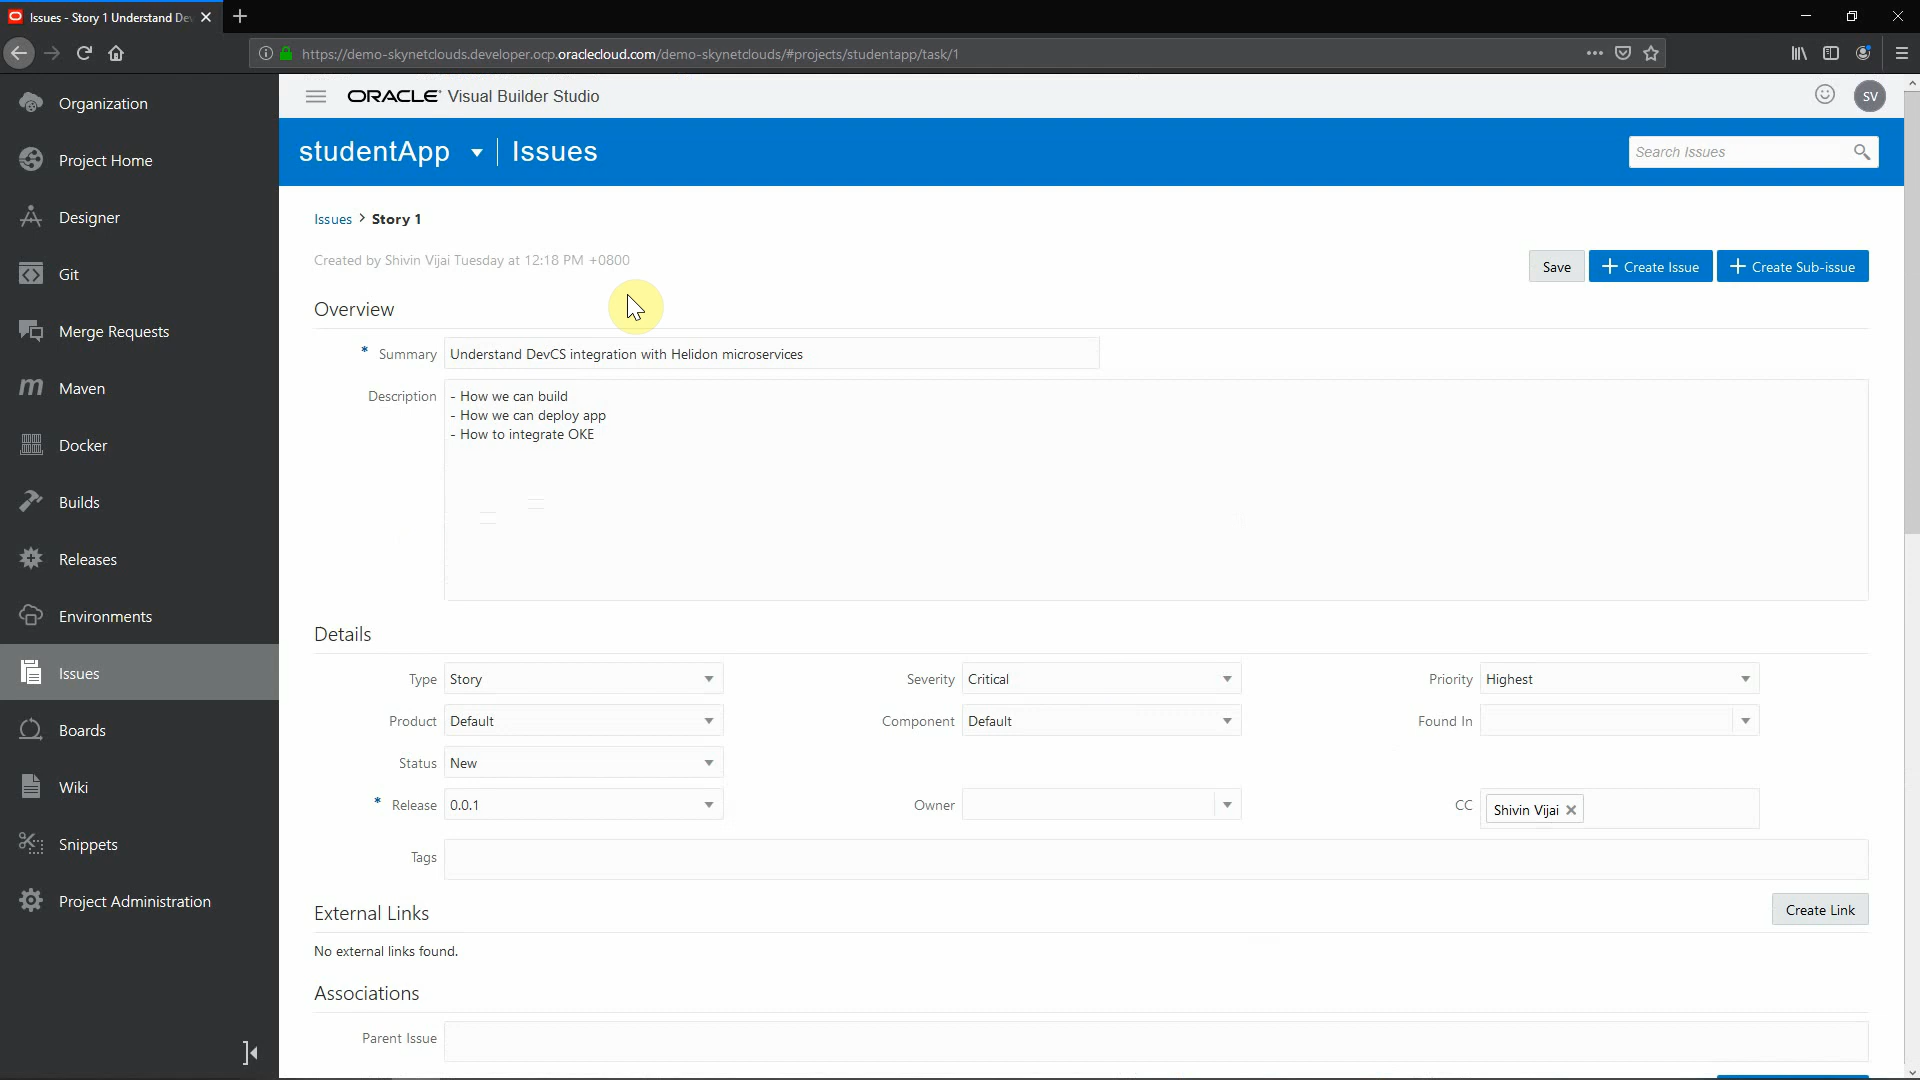 Issues - Story 1 Understand De
https://demo-skynetclouds.developer.ocp.oraclecloud.com/demo-skynetclouds/#projects/studentapp/task/1
Organization
Project Home
Designer
Git
Merge Requests
Maven
Docker
Builds
Releases
Environments
Issues
Boards
Wiki
Snippets
Project Administration
ORACLE Visual Builder Studio
SV
studentApp Issues
Search Issues
Issues > Story 1
Created by Shivin Vijai Tuesday at 12:18 PM +0800
Save
Create Issue
Create Sub-issue
Overview
* Summary Understand DevCS integration with Helidon microservices
Description - How we can build
- How we can deploy app
- How to integrate OKE
Details
Type Story Severity Critical Priority Highest
Product Default Component Default Found In
Status New
* Release 0.0.1 Owner CC Shivin Vijai
Tags
External Links
Create Link
No external links found.
Associations
Parent Issue